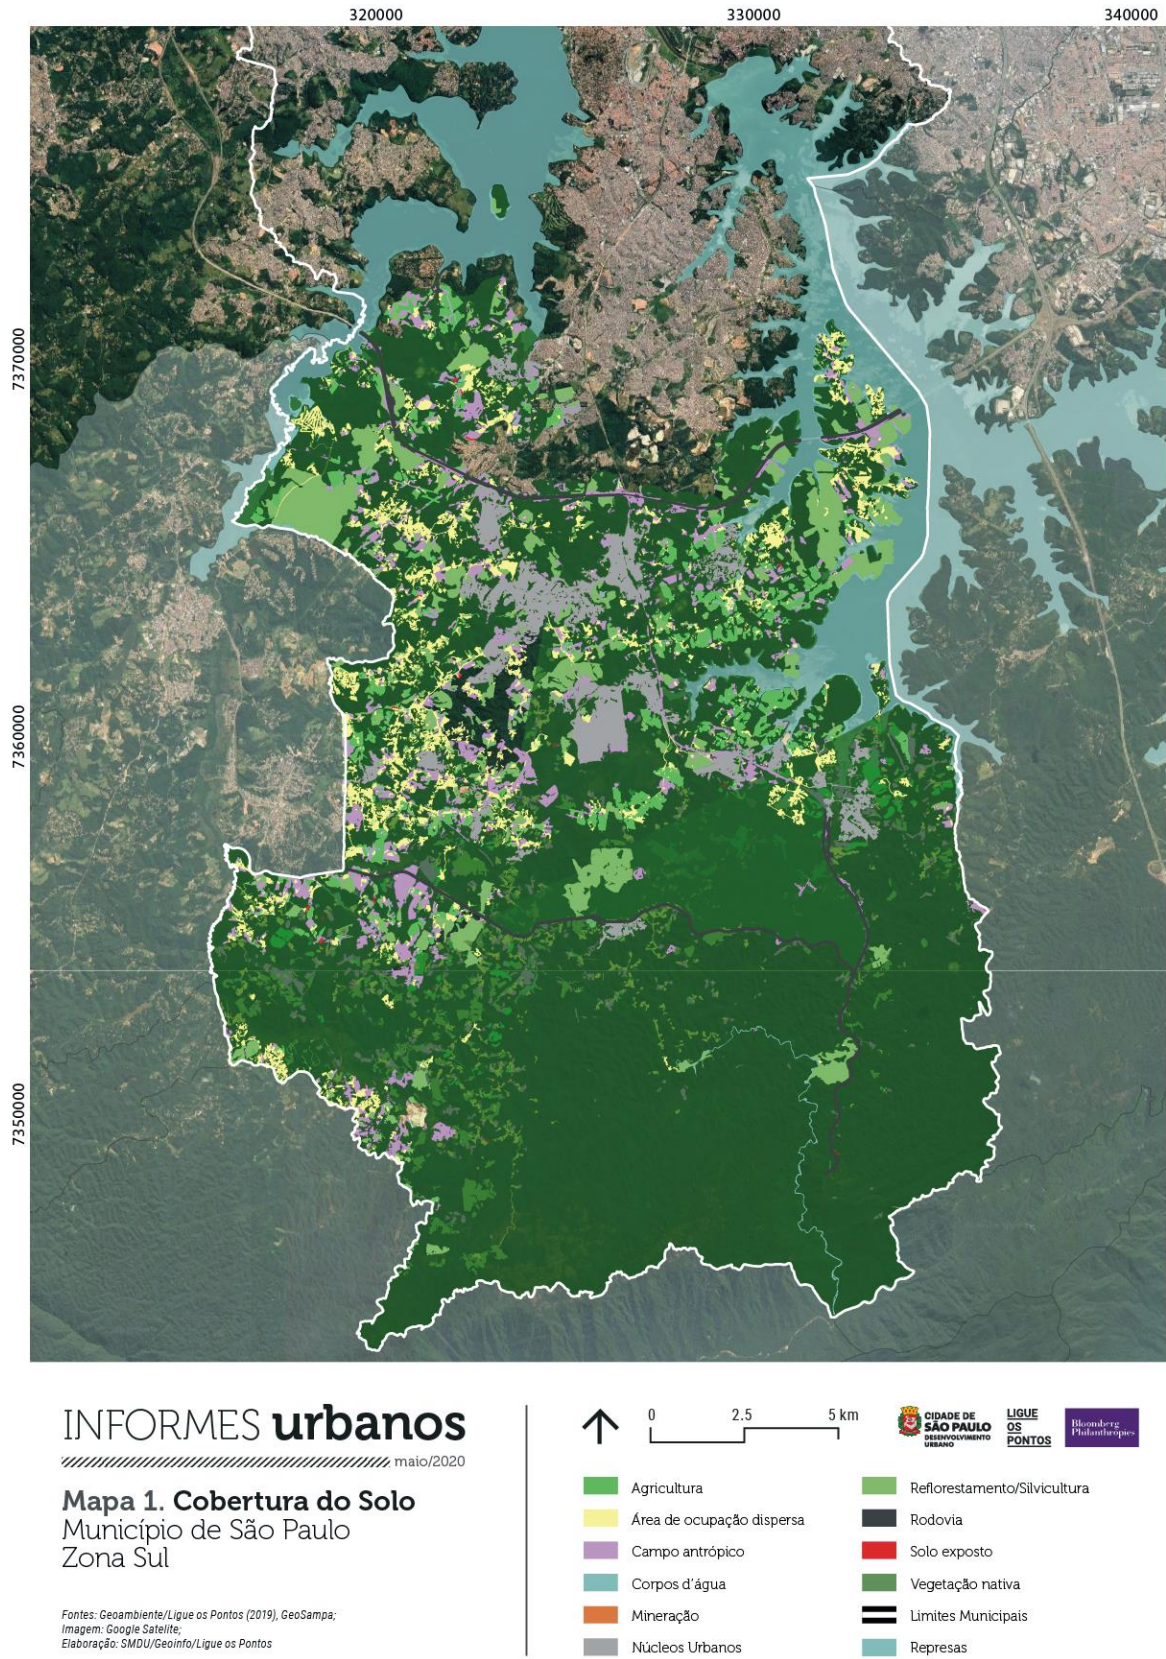 320000
330000
340000
7370000
7360000
7350000
INFORMES urbanos
maio/2020
Mapa 1. Cobertura do Solo
Município de São Paulo
Zona Sul
Fontes: Geoambiente/Ligue os Pontos (2019), GeoSampa;
Imagem: Google Satelite;
Elaboração: SMDU/Geoinfo/Ligue os Pontos
0 2.5 5 km
CIDADE DE
SÃO PAULO
DESENVOLVIMENTO
URBANO
LIGUE
OS
PONTOS
Bloomberg
Philanthropies
Agricultura
Área de ocupação dispersa
Campo antrópico
Corpos d'água
Mineração
Núcleos Urbanos
Reflorestamento/Silvicultura
Rodovia
Solo exposto
Vegetação nativa
Limites Municipais
Represas